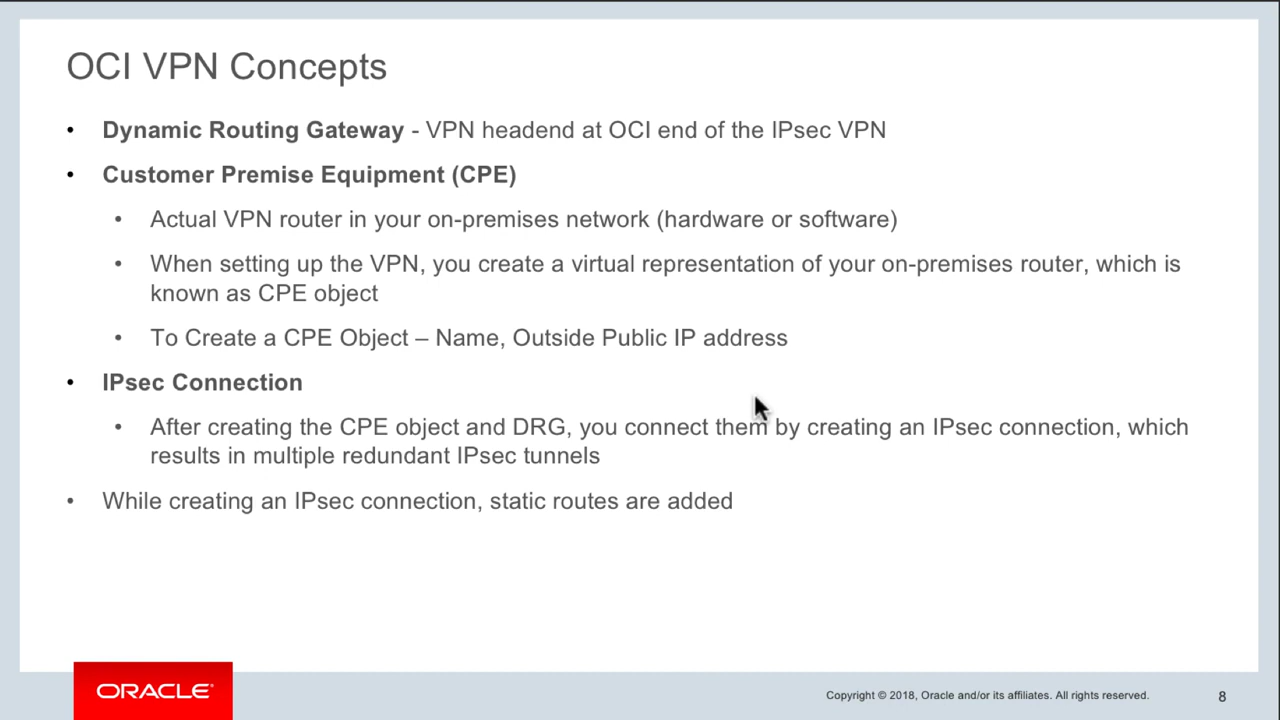 OCI VPN Concepts
• Dynamic Routing Gateway - VPN headend at OCI end of the IPsec VPN
• Customer Premise Equipment (CPE)
• Actual VPN router in your on-premises network (hardware or software)
• When setting up the VPN, you create a virtual representation of your on-premises router, which is
known as CPE object
• To Create a CPE Object – Name, Outside Public IP address
• IPsec Connection
• After creating the CPE object and DRG, you connect them by creating an IPsec connection, which
results in multiple redundant IPsec tunnels
• While creating an IPsec connection, static routes are added
ORACLE®
Copyright © 2018, Oracle and/or its affiliates. All rights reserved.
8